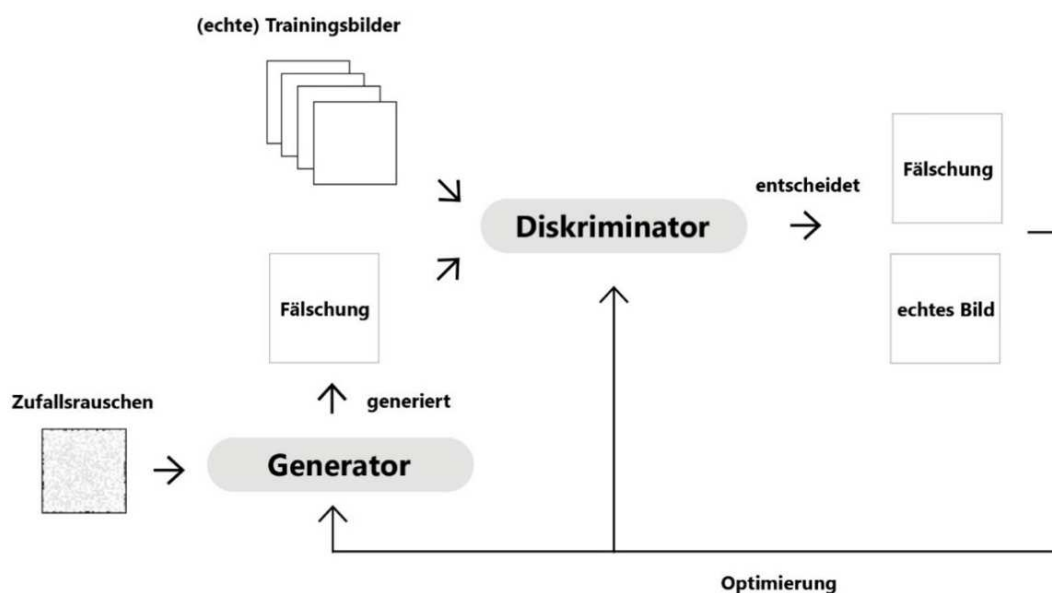 (echte) Trainingsbilder
entscheidet
Fälschung
Diskriminator
Fälschung
echtes Bild
Zufallsrauschen
generiert
Generator
Optimierung